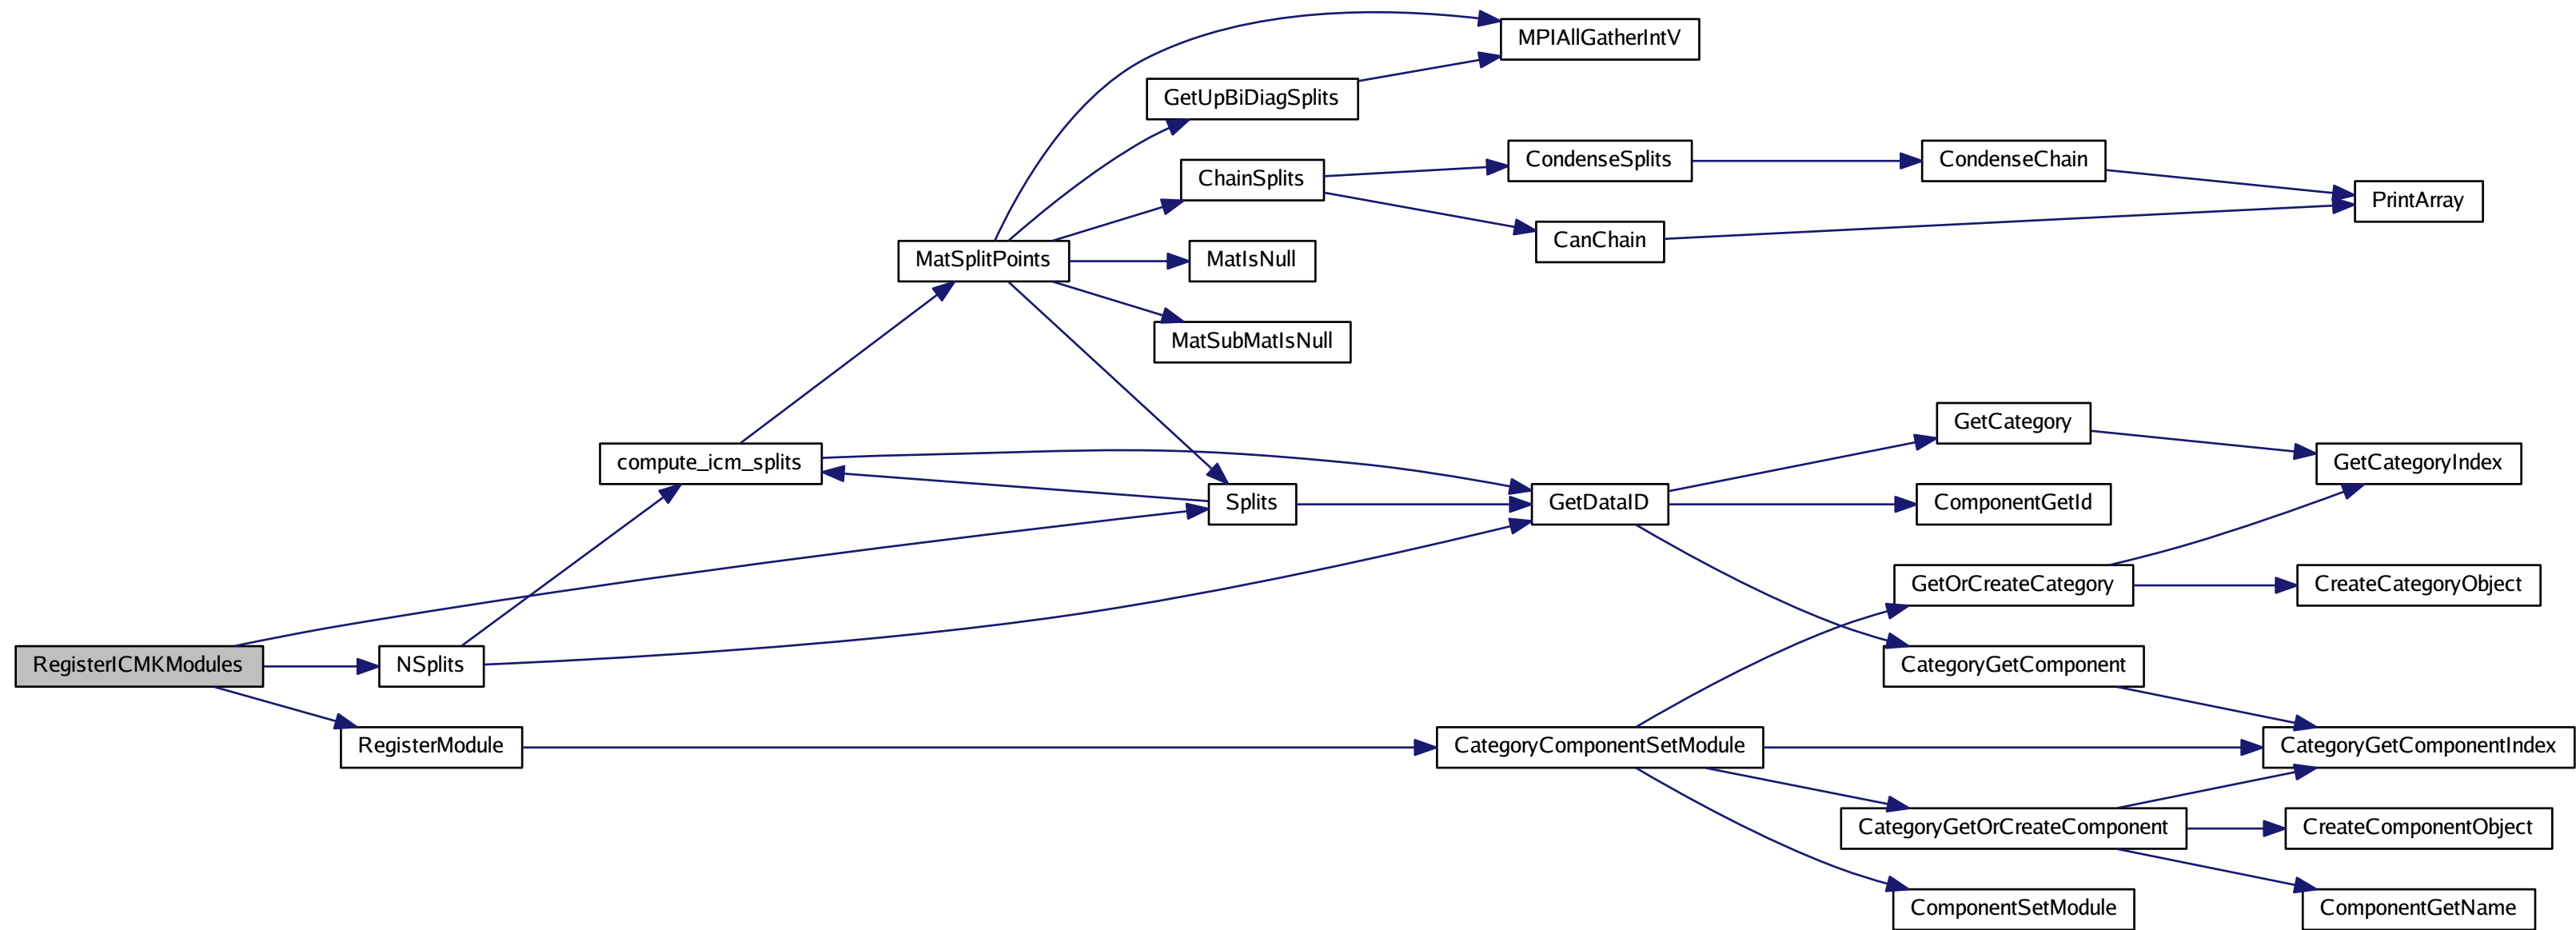 MPIAllGatherIntV
GetUpBiDiagSplits
CondenseSplits
CondenseChain
ChainSplits
PrintArray
CanChain
MatSplitPoints
MatIsNull
MatSubMatIsNull
GetCategory
compute_icm_splits
GetCategoryIndex
Splits
GetDataID
ComponentGetId
GetOrCreateCategory
CreateCategoryObject
RegisterICMKModules
NSplits
CategoryGetComponent
RegisterModule
CategoryComponentSetModule
CategoryGetComponentIndex
CategoryGetOrCreateComponent
CreateComponentObject
ComponentSetModule
ComponentGetName